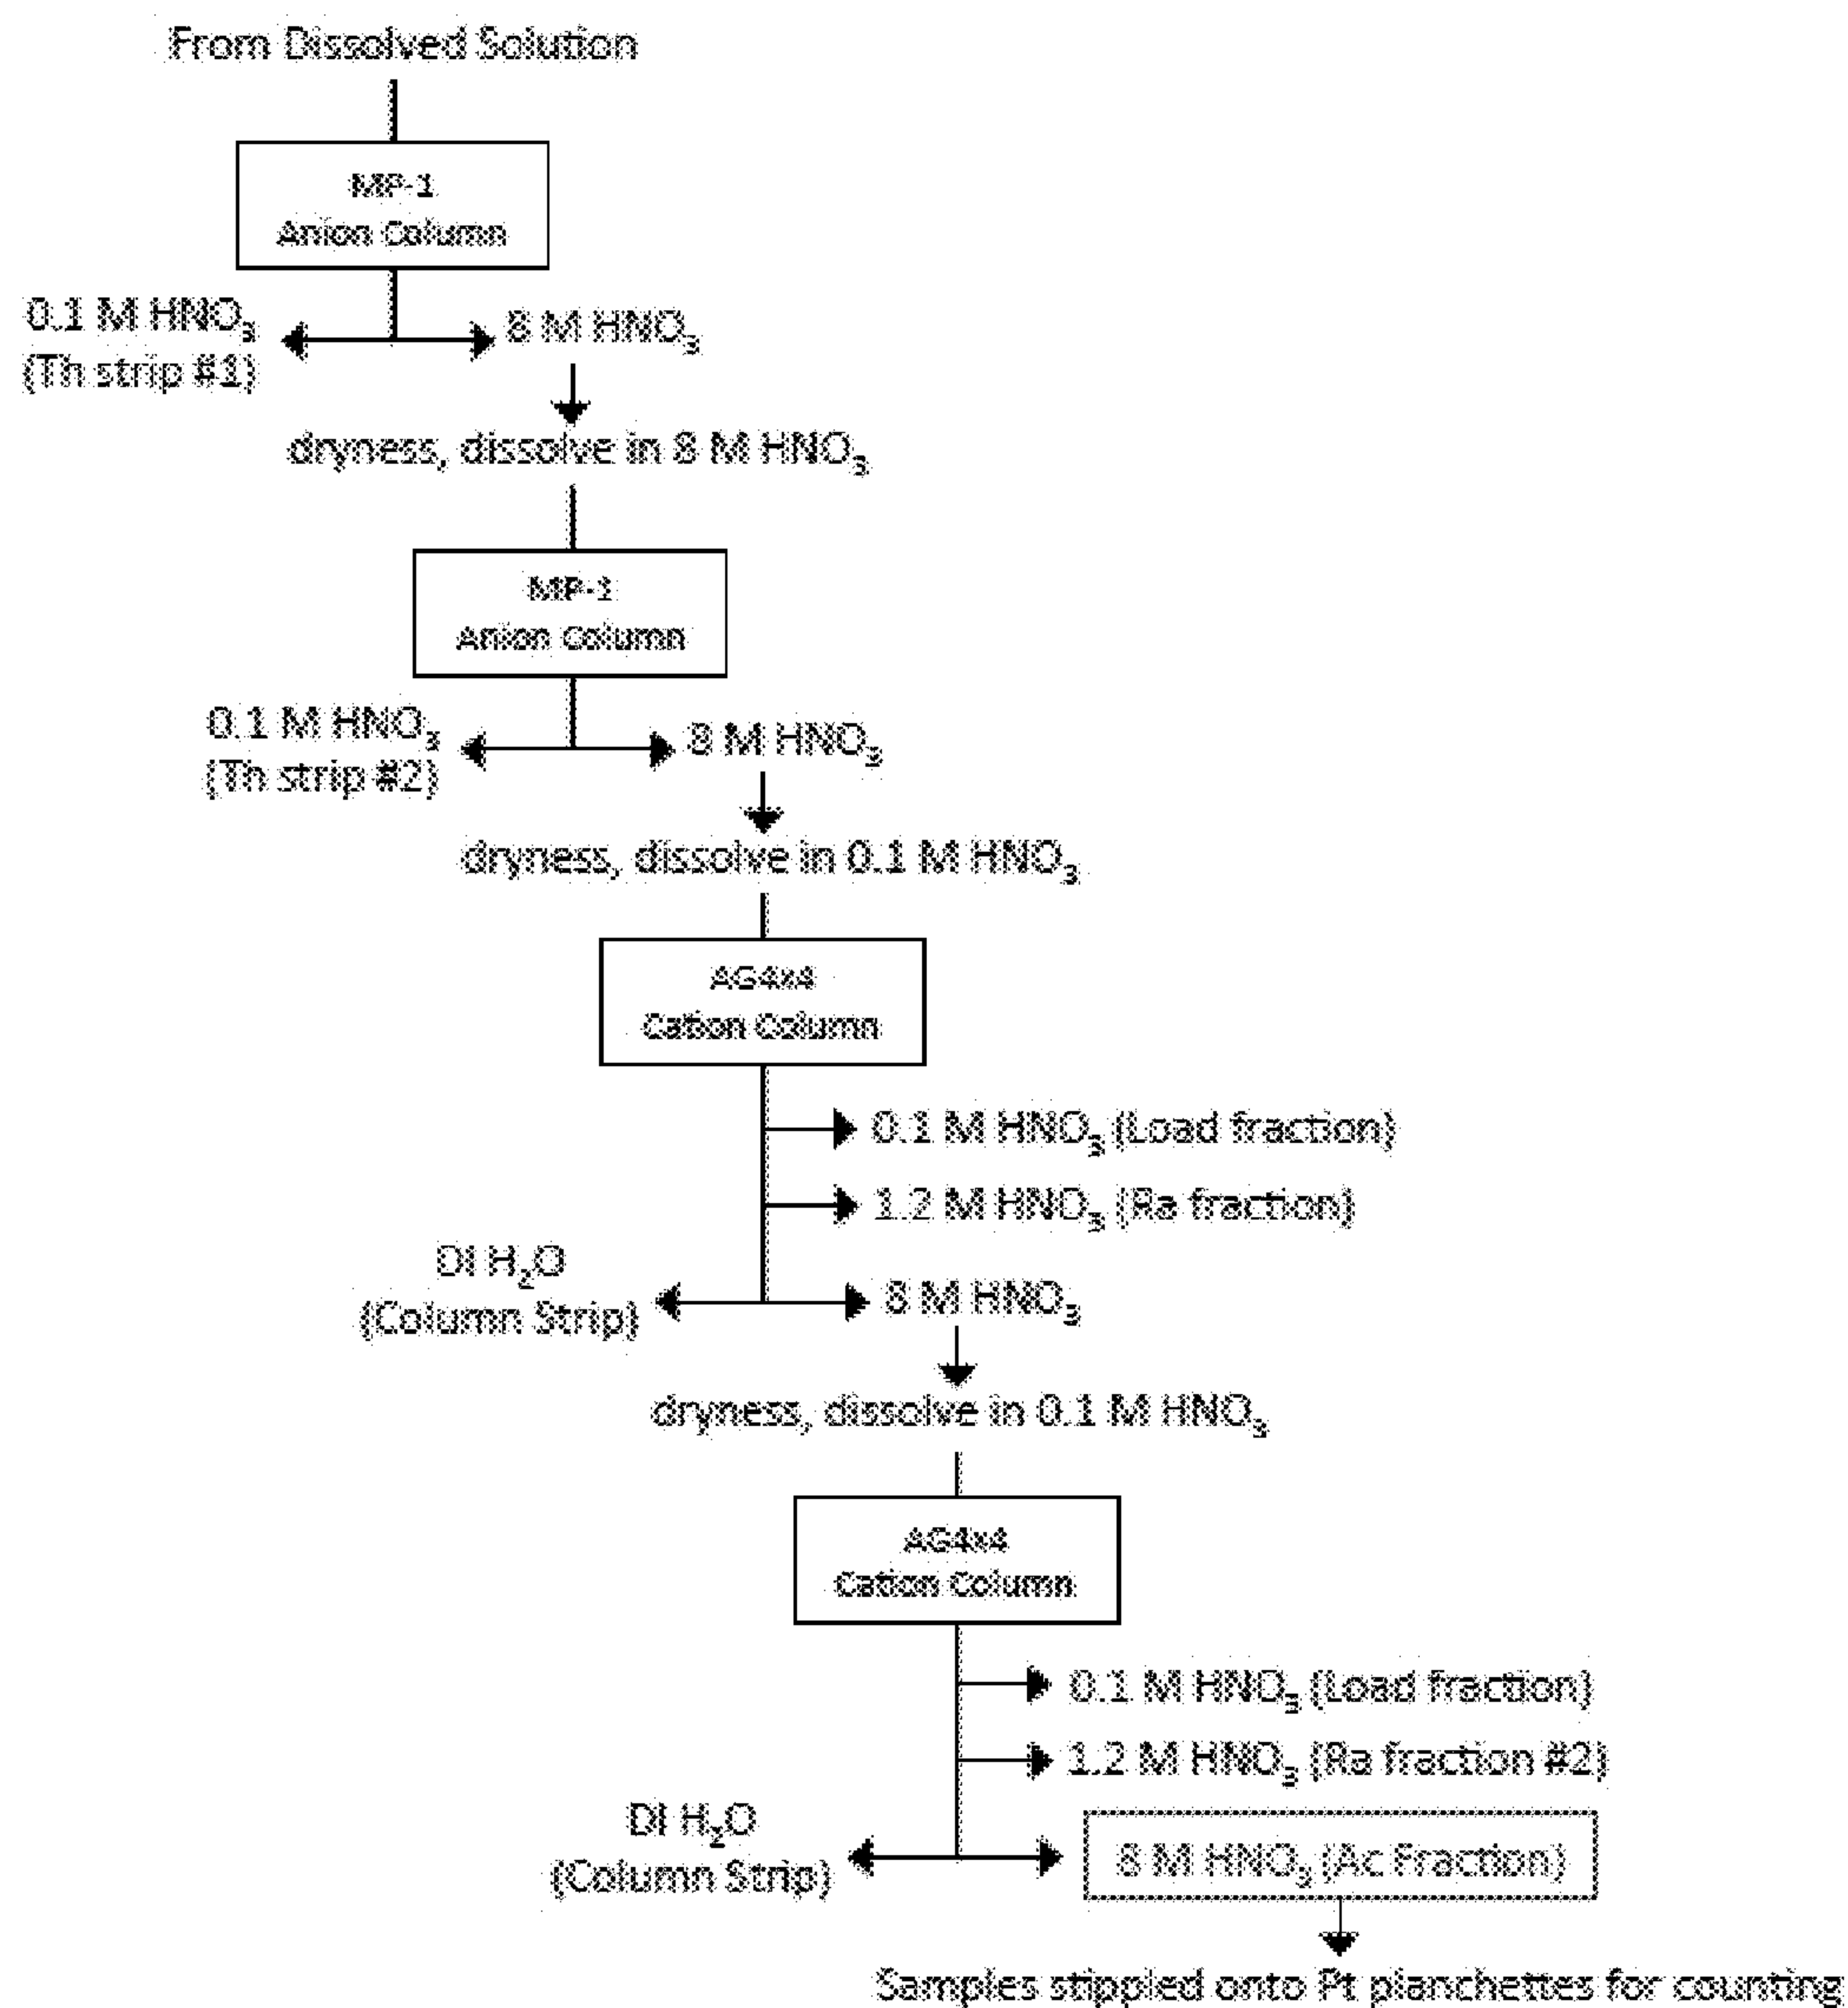 From Dissolved Solution
MP-1
Anion Column
0.1 M HNO₃
(Th strip #1)
8 M HNO₃
dryness, dissolve in 8 M HNO₃
MP-1
Anion Column
0.1 M HNO₃
(Th strip #2)
8 M HNO₃
dryness, dissolve in 0.1 M HNO₃
AG4x4
Cation Column
0.1 M HNO₃ (Load fraction)
1.2 M HNO₃ (Ra fraction)
DI H₂O
(Column Strip)
8 M HNO₃
dryness, dissolve in 0.1 M HNO₃
AG4x4
Cation Column
0.1 M HNO₃ (Load fraction)
1.2 M HNO₃ (Ra fraction #2)
DI H₂O
(Column Strip)
8 M HNO₃ (Ac Fraction)
Samples stippled onto Pt planchettes for counting